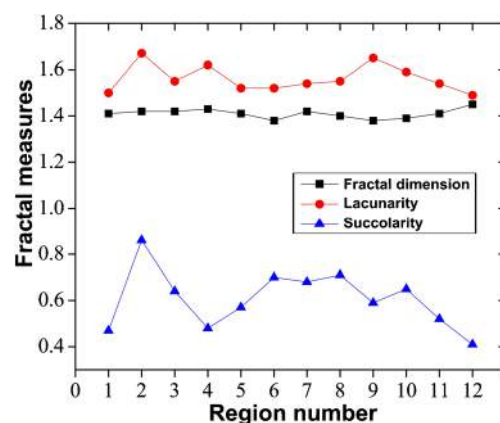 Fractal measures
1.8
1.6
1.4
1.2
1.0
0.8
0.6
0.4
Fractal dimension
Lacunarity
Succolarity
0 1 2 3 4 5 6 7 8 9 10 11 12
Region number